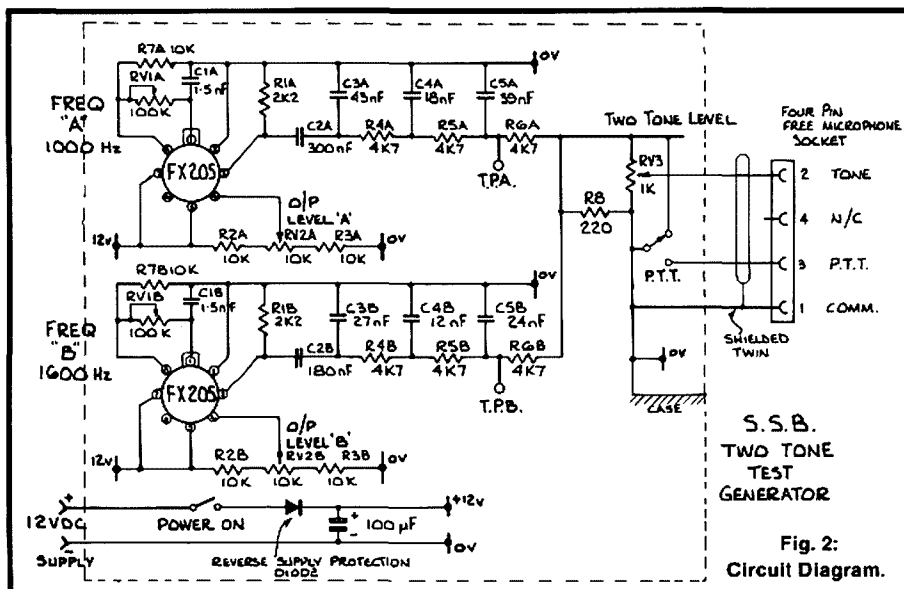 R7A 10K
RV1A
100K
C1A
1.5nF
FREQ
"A"
1000 Hz
FX205
R1A
2K2
C2A
300nF
C3A
43nF
C4A
18nF
C5A
39nF
0V
R4A
4K7
R5A
4K7
R6A
4K7
T.P.A.
O/P
LEVEL 'A'
12V
R2A
10K
RV2A
10K
R3A
10K
0V
TWO TONE LEVEL
RV3
1K
R8
220
P.T.T.
FOUR PIN
FREE MICROPHONE
SOCKET
2 TONE
4 N/C
3 P.T.T.
1 COMM.
SHIELDED
TWIN
0V
CASE
R7B 10K
RV1B
100K
C1B
1.5nF
FREQ
"B"
1600 Hz
FX205
R1B
2K2
C2B
180nF
C3B
27nF
C4B
12nF
C5B
24nF
0V
R4B
4K7
R5B
4K7
R6B
4K7
T.P.B.
O/P
LEVEL 'B'
12V
R2B
10K
RV2B
10K
R3B
10K
0V
+
12VDC
SUPPLY
-
POWER ON
REVERSE SUPPLY PROTECTION
DIODE
+
-
100 µF
+12V
0V
S.S.B.
TWO TONE
TEST
GENERATOR
Fig. 2:
Circuit Diagram.